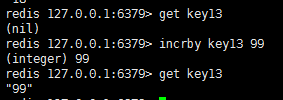 redis 127.0.0.1:6379> get key13
(nil)
redis 127.0.0.1:6379> incrby key13 99
(integer) 99
redis 127.0.0.1:6379> get key13
"99"